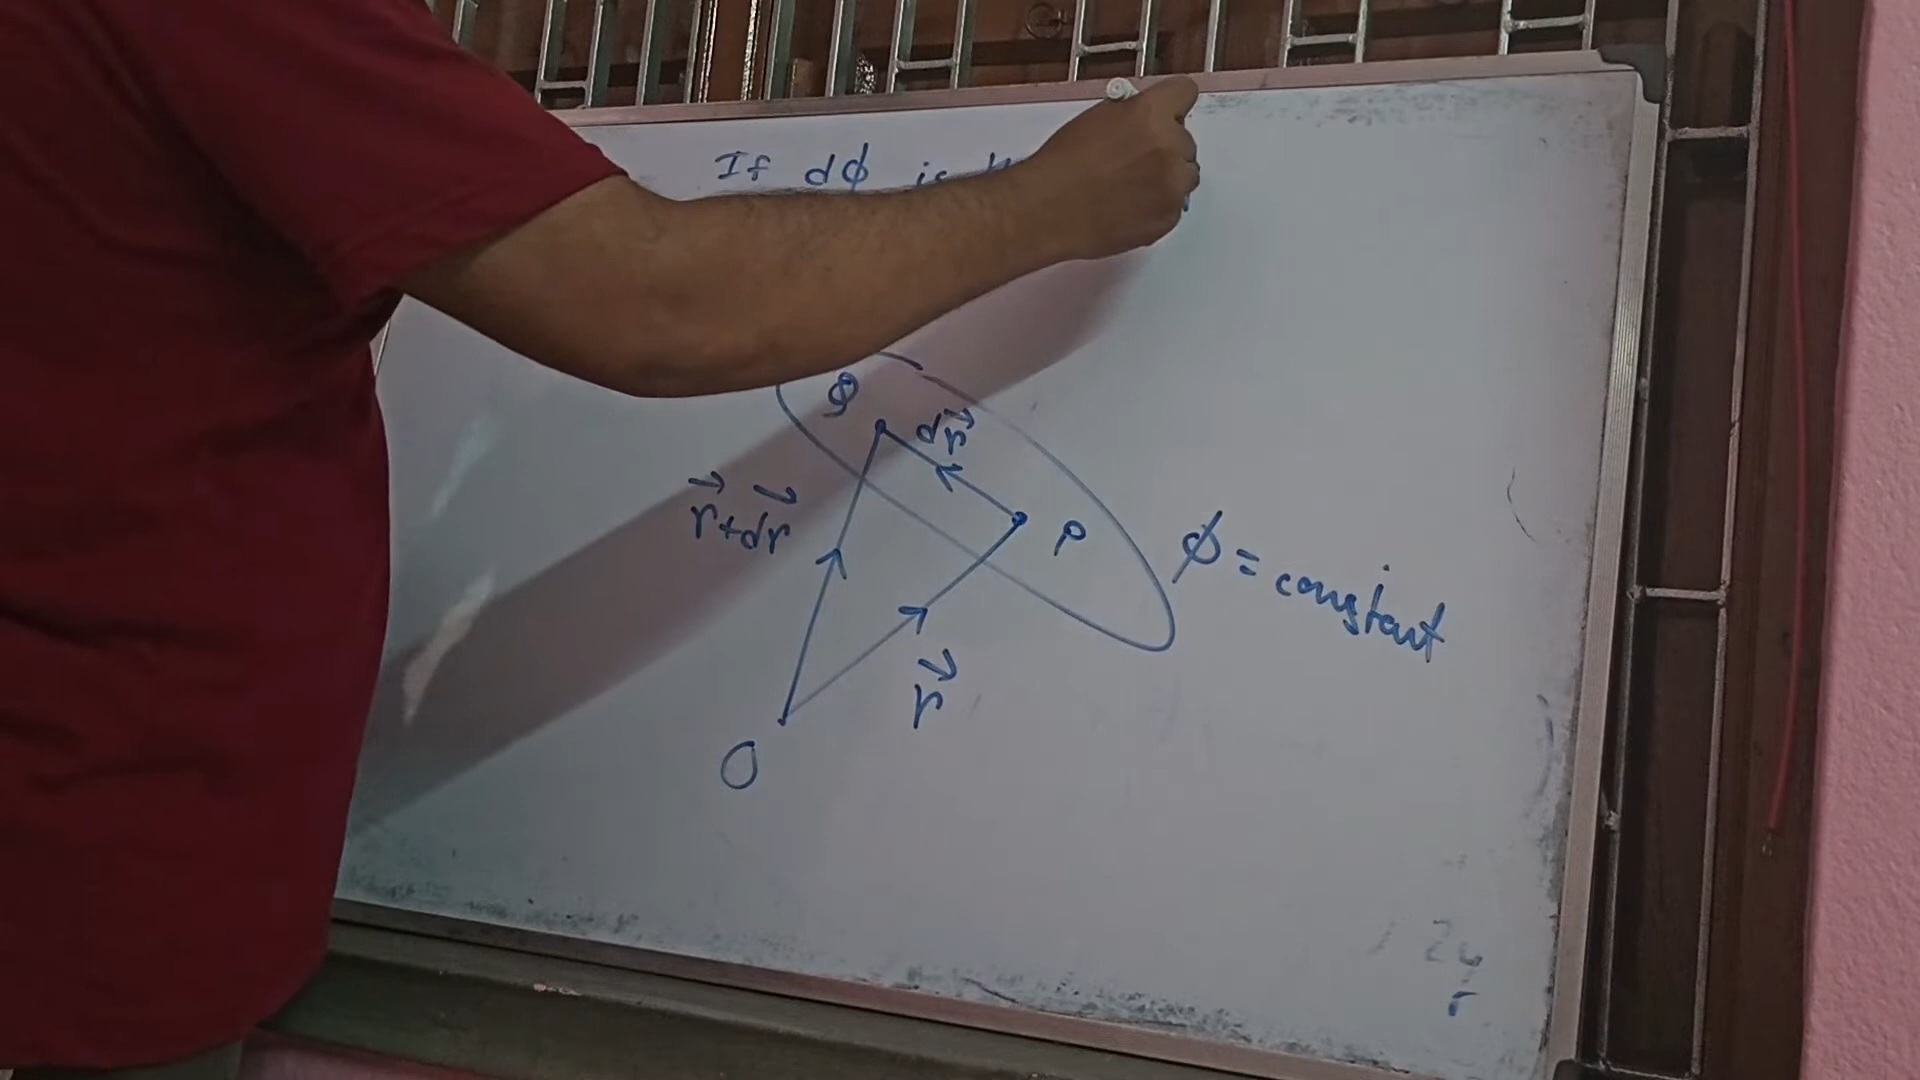 If dϕ is
Q
dr⃗
r⃗+dr⃗
P
ϕ = constant
r⃗
O